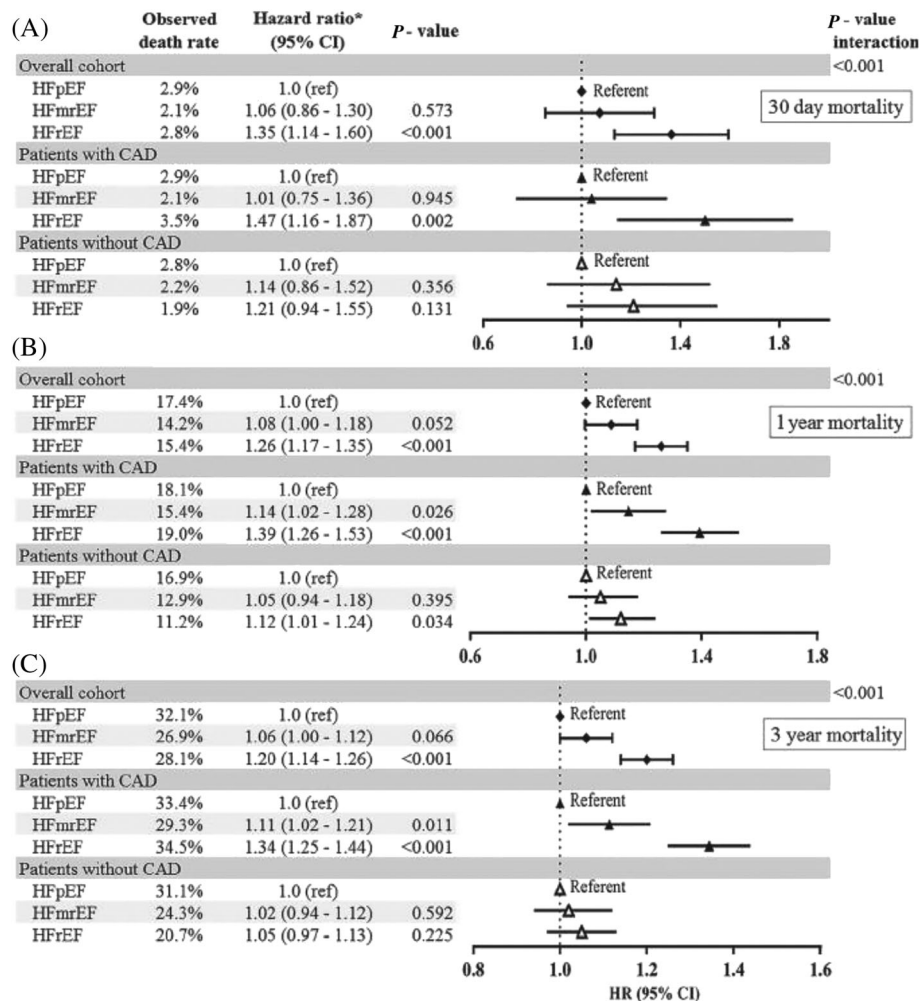 (A) Observed Hazard ratio* P - value P - value
death rate (95% CI) interaction
Overall cohort <0.001
HFpEF 2.9% 1.0 (ref) Referent
HFmrEF 2.1% 1.06 (0.86 - 1.30) 0.573 30 day mortality
HFrEF 2.8% 1.35 (1.14 - 1.60) <0.001
Patients with CAD
HFpEF 2.9% 1.0 (ref) Referent
HFmrEF 2.1% 1.01 (0.75 - 1.36) 0.945
HFrEF 3.5% 1.47 (1.16 - 1.87) 0.002
Patients without CAD
HFpEF 2.8% 1.0 (ref) Referent
HFmrEF 2.2% 1.14 (0.86 - 1.52) 0.356
HFrEF 1.9% 1.21 (0.94 - 1.55) 0.131
0.6 1.0 1.4 1.8
(B)
Overall cohort <0.001
HFpEF 17.4% 1.0 (ref) Referent
HFmrEF 14.2% 1.08 (1.00 - 1.18) 0.052 1 year mortality
HFrEF 15.4% 1.26 (1.17 - 1.35) <0.001
Patients with CAD
HFpEF 18.1% 1.0 (ref) Referent
HFmrEF 15.4% 1.14 (1.02 - 1.28) 0.026
HFrEF 19.0% 1.39 (1.26 - 1.53) <0.001
Patients without CAD
HFpEF 16.9% 1.0 (ref) Referent
HFmrEF 12.9% 1.05 (0.94 - 1.18) 0.395
HFrEF 11.2% 1.12 (1.01 - 1.24) 0.034
0.6 1.0 1.4 1.8
(C)
Overall cohort <0.001
HFpEF 32.1% 1.0 (ref) Referent
HFmrEF 26.9% 1.06 (1.00 - 1.12) 0.066 3 year mortality
HFrEF 28.1% 1.20 (1.14 - 1.26) <0.001
Patients with CAD
HFpEF 33.4% 1.0 (ref) Referent
HFmrEF 29.3% 1.11 (1.02 - 1.21) 0.011
HFrEF 34.5% 1.34 (1.25 - 1.44) <0.001
Patients without CAD
HFpEF 31.1% 1.0 (ref) Referent
HFmrEF 24.3% 1.02 (0.94 - 1.12) 0.592
HFrEF 20.7% 1.05 (0.97 - 1.13) 0.225
0.8 1.0 1.2 1.4 1.6
HR (95% CI)